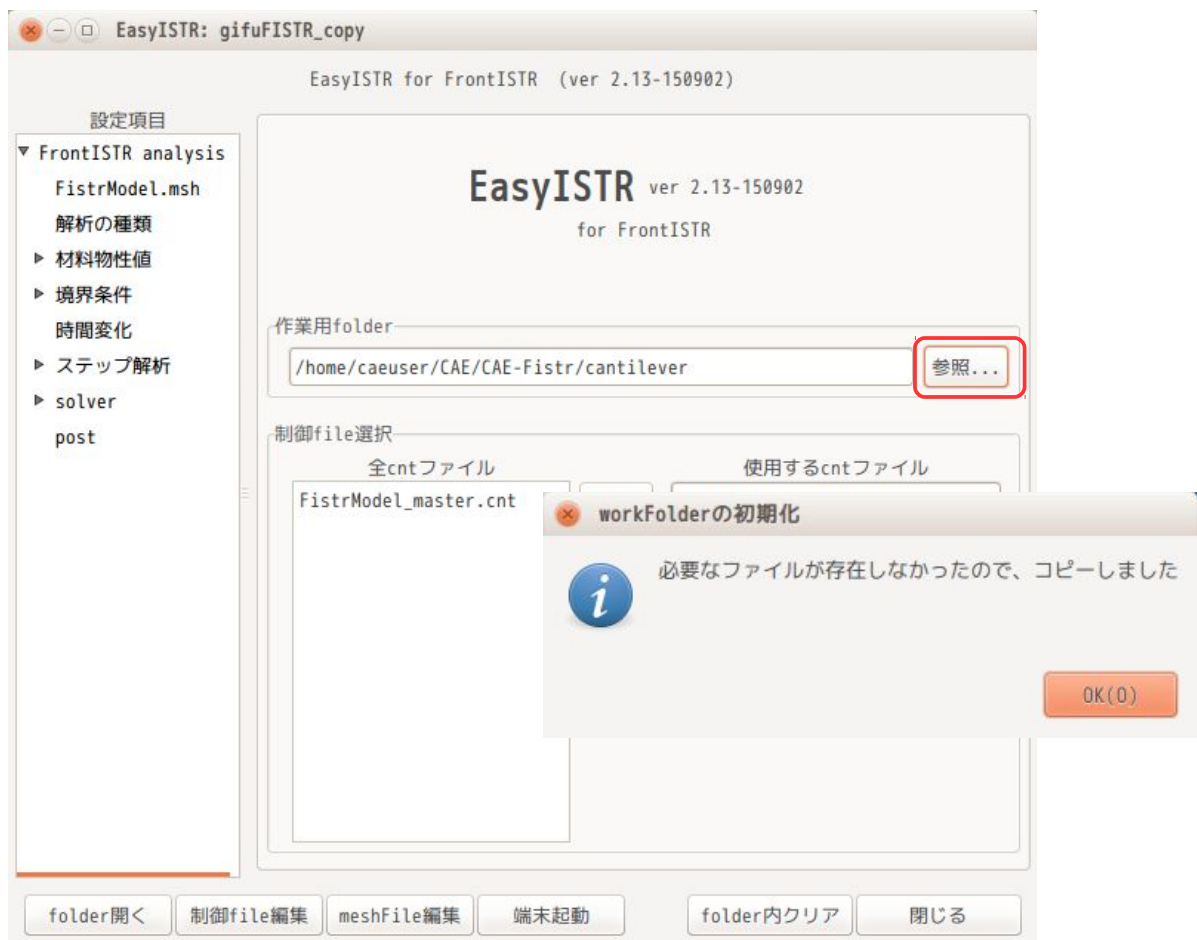 EasyISTR: gifuFISTR_copy
EasyISTR for FrontISTR (ver 2.13-150902)
設定項目
FrontISTR analysis
FistrModel.msh
解析の種類
材料物性値
境界条件
時間変化
ステップ解析
solver
post
EasyISTR ver 2.13-150902
for FrontISTR
作業用folder
/home/caeuser/CAE/CAE-Fistr/cantilever
参照...
制御file選択
全cntファイル
使用するcntファイル
FistrModel_master.cnt
workFolderの初期化
必要なファイルが存在しなかったので、コピーしました
OK(O)
folder開く
制御file編集
meshFile編集
端末起動
folder内クリア
閉じる